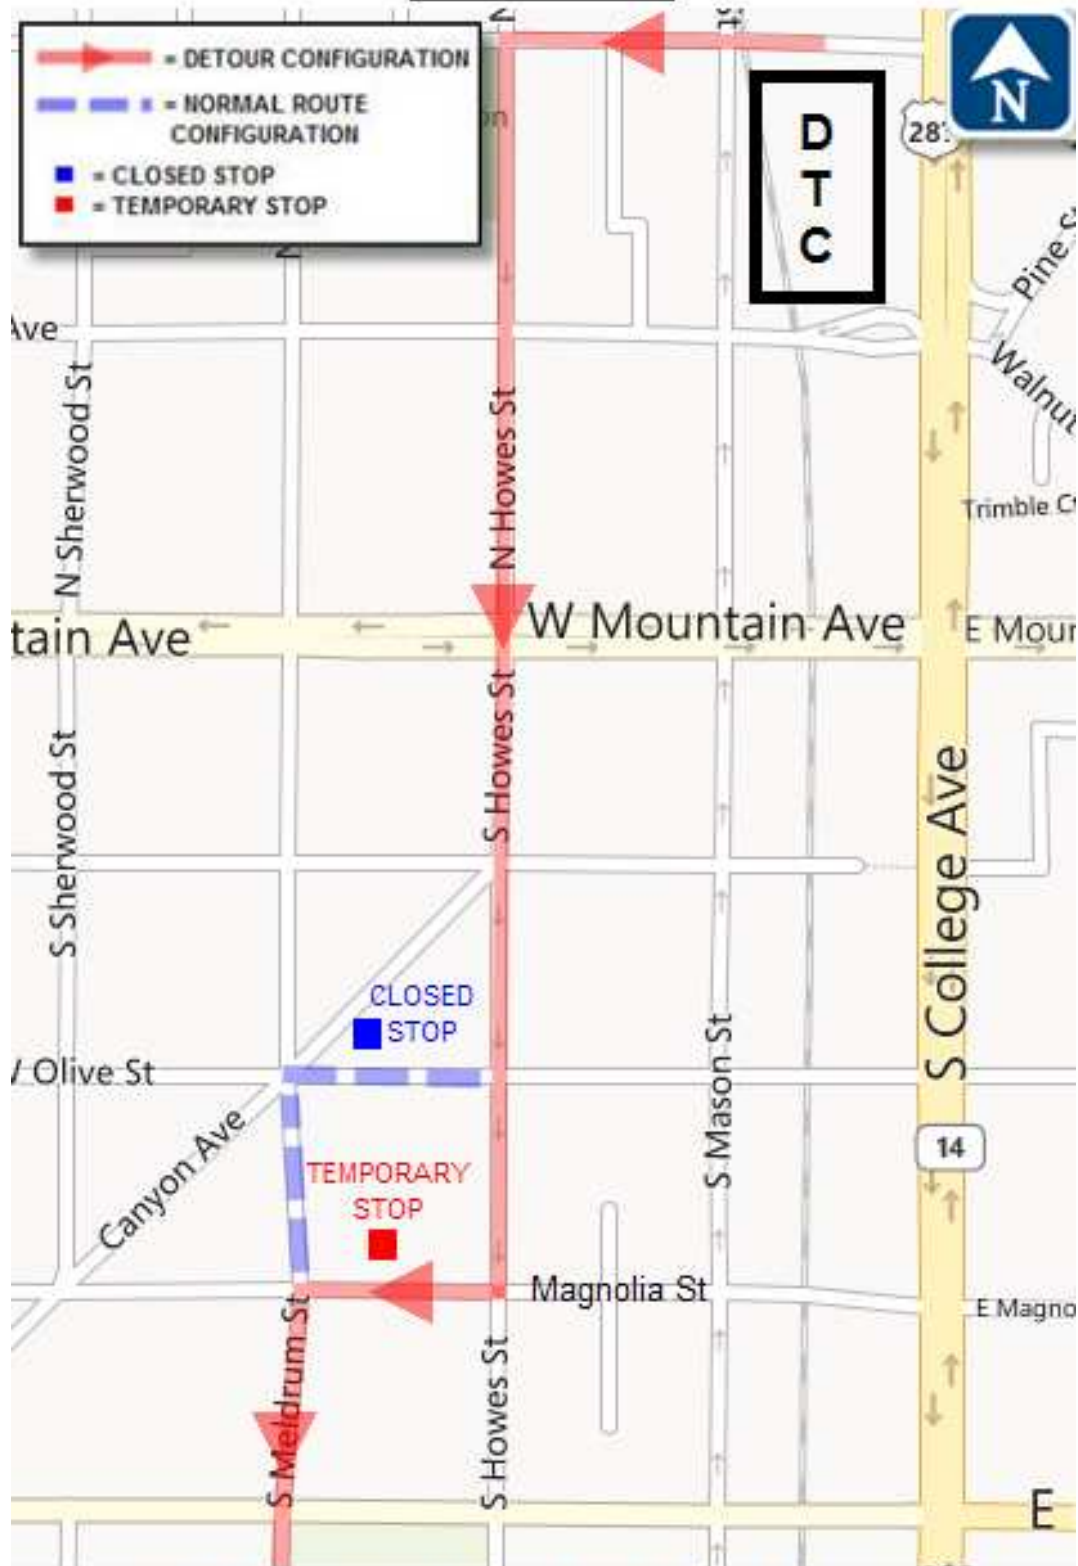 = DETOUR CONFIGURATION
= NORMAL ROUTE
CONFIGURATION
= CLOSED STOP
= TEMPORARY STOP
N
D
T
C
287
Pine S
Ave
Walnut
N Sherwood St
N Howes St
Trimble Ct
tain Ave
W Mountain Ave
E Moun
S Howes St
S Sherwood St
S College Ave
CLOSED
STOP
Olive St
S Mason St
Canyon Ave
14
TEMPORARY
STOP
Magnolia St
E Magno
S Meldrum St
S Howes St
E